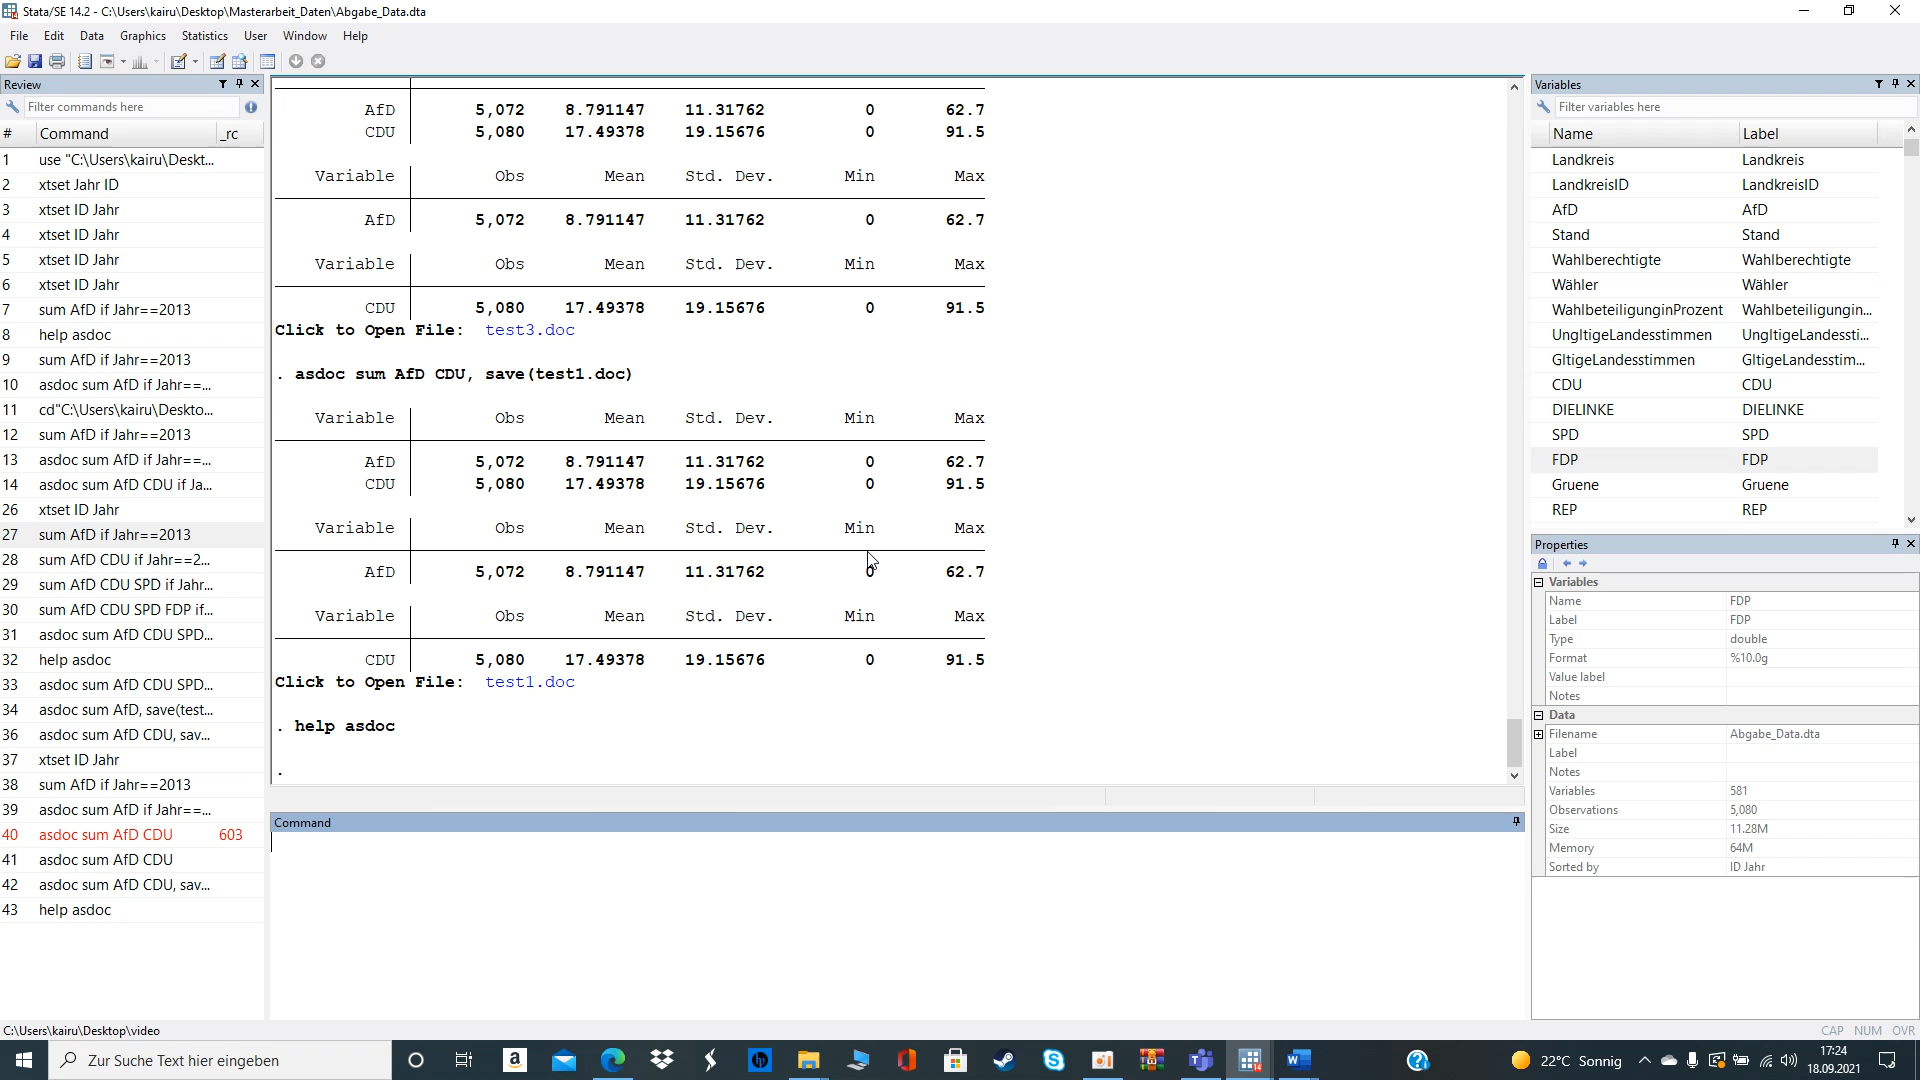 Stata/SE 14.2 - C:\Users\kairu\Desktop\Masterarbeit_Daten\Abgabe_Data.dta
File Edit Data Graphics Statistics User Window Help
Review
Filter commands here
# Command _rc
1 use "C:\Users\kairu\Deskt...
2 xtset Jahr ID
3 xtset ID Jahr
4 xtset ID Jahr
5 xtset ID Jahr
6 xtset ID Jahr
7 sum AfD if Jahr==2013
8 help asdoc
9 sum AfD if Jahr==2013
10 asdoc sum AfD if Jahr==...
11 cd"C:\Users\kairu\Deskto...
12 sum AfD if Jahr==2013
13 asdoc sum AfD if Jahr==...
14 asdoc sum AfD CDU if Ja...
26 xtset ID Jahr
27 sum AfD if Jahr==2013
28 sum AfD CDU if Jahr==2...
29 sum AfD CDU SPD if Jahr...
30 sum AfD CDU SPD FDP if...
31 asdoc sum AfD CDU SPD...
32 help asdoc
33 asdoc sum AfD CDU SPD...
34 asdoc sum AfD, save(test...
36 asdoc sum AfD CDU, sav...
37 xtset ID Jahr
38 sum AfD if Jahr==2013
39 asdoc sum AfD if Jahr==...
40 asdoc sum AfD CDU 603
41 asdoc sum AfD CDU
42 asdoc sum AfD CDU, sav...
43 help asdoc
AfD 5,072 8.791147 11.31762 0 62.7
CDU 5,080 17.49378 19.15676 0 91.5
Variable Obs Mean Std. Dev. Min Max
AfD 5,072 8.791147 11.31762 0 62.7
Variable Obs Mean Std. Dev. Min Max
CDU 5,080 17.49378 19.15676 0 91.5
Click to Open File: test3.doc
. asdoc sum AfD CDU, save(test1.doc)
Variable Obs Mean Std. Dev. Min Max
AfD 5,072 8.791147 11.31762 0 62.7
CDU 5,080 17.49378 19.15676 0 91.5
Variable Obs Mean Std. Dev. Min Max
AfD 5,072 8.791147 11.31762 0 62.7
Variable Obs Mean Std. Dev. Min Max
CDU 5,080 17.49378 19.15676 0 91.5
Click to Open File: test1.doc
. help asdoc
.
Command
Variables
Filter variables here
Name Label
Landkreis Landkreis
LandkreisID LandkreisID
AfD AfD
Stand Stand
Wahlberechtigte Wahlberechtigte
Wähler Wähler
WahlbeteiligunginProzent Wahlbeteiligungin...
UngltigeLandesstimmen UngltigeLandessti...
GltigeLandesstimmen GltigeLandesstim...
CDU CDU
DIELINKE DIELINKE
SPD SPD
FDP FDP
Gruene Gruene
REP REP
Properties
Variables
Name FDP
Label FDP
Type double
Format %10.0g
Value label
Notes
Data
Filename Abgabe_Data.dta
Label
Notes
Variables 581
Observations 5,080
Size 11.28M
Memory 64M
Sorted by ID Jahr
C:\Users\kairu\Desktop\video
CAP NUM OVR
Zur Suche Text hier eingeben
22°C Sonnig
17:24
18.09.2021